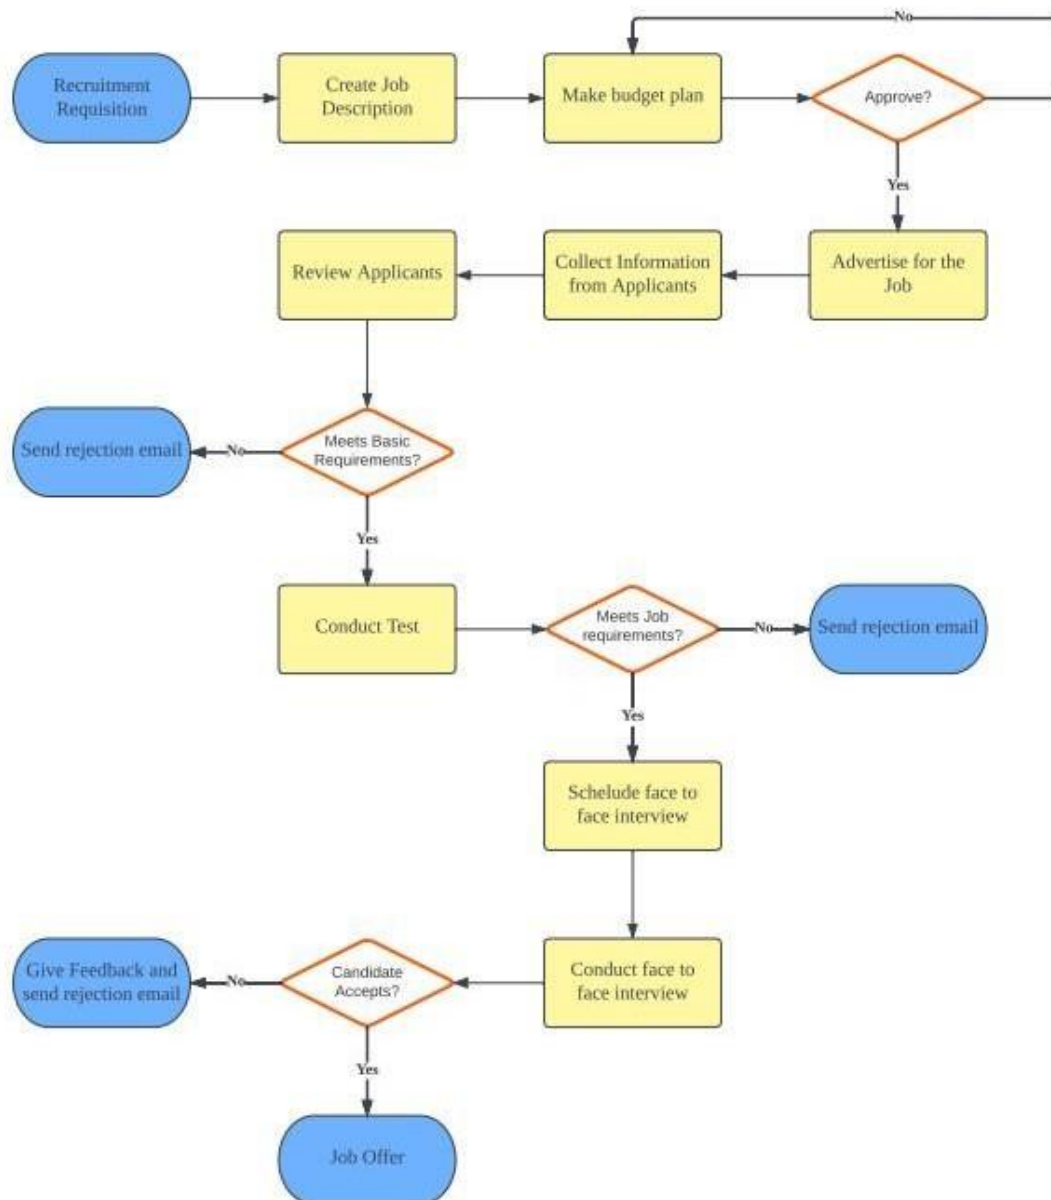 No
Recruitment
Requisition
Create Job
Description
Make budget plan
Approve?
Yes
Review Applicants
Collect Information
from Applicants
Advertise for the
Job
Send rejection email
No
Meets Basic
Requirements?
Yes
Conduct Test
Meets Job
requirements?
No
Send rejection email
Yes
Schelude face to
face interview
Give Feedback and
send rejection email
No
Candidate
Accepts?
Conduct face to
face interview
Yes
Job Offer